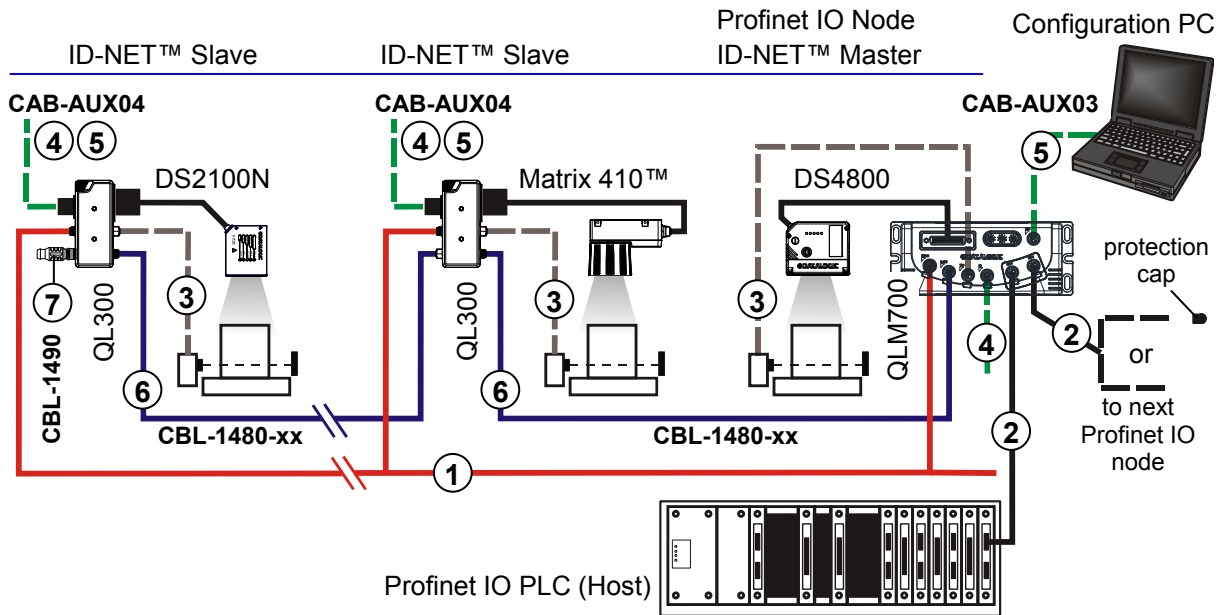 Profinet IO Node
Configuration PC
ID-NET™ Slave
ID-NET™ Slave
ID-NET™ Master
CAB-AUX04
CAB-AUX04
CAB-AUX03
4 5
4 5
5
DS2100N
Matrix 410™
DS4800
DATALOGIC
protection
cap
7
3
3
3
QL300
QL300
QLM700
4
2
or
CBL-1490
6
6
to next
Profinet IO
node
CBL-1480-xx
CBL-1480-xx
2
1
Profinet IO PLC (Host)